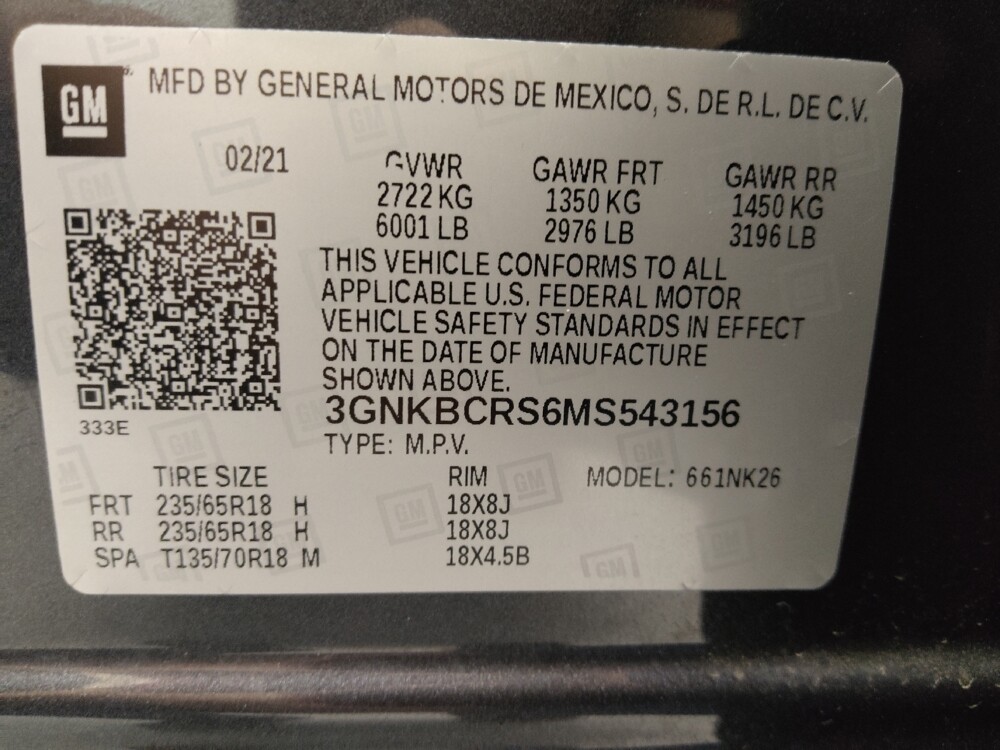 GM MFD BY GENERAL MOTORS DE MEXICO, S. DE R.L. DE C.V.
02/21 GVWR GAWR FRT GAWR RR
2722 KG 1350 KG 1450 KG
6001 LB 2976 LB 3196 LB
THIS VEHICLE CONFORMS TO ALL
APPLICABLE U.S. FEDERAL MOTOR
VEHICLE SAFETY STANDARDS IN EFFECT
ON THE DATE OF MANUFACTURE
SHOWN ABOVE.
3GNKBCRS6MS543156
333E
TYPE: M.P.V.
TIRE SIZE RIM MODEL: 661NK26
FRT 235/65R18 H 18X8J
RR 235/65R18 H 18X8J
SPA T135/70R18 M 18X4.5B